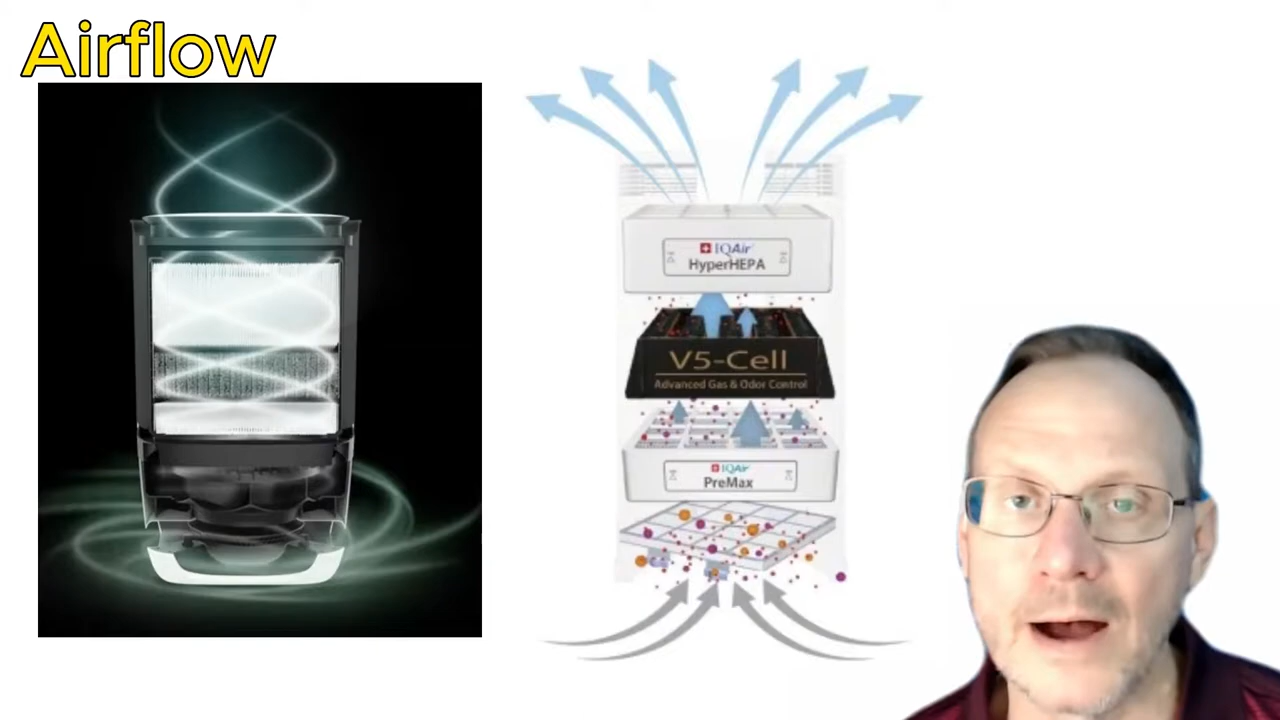 Airflow
IQAir
HyperHEPA
V5-Cell
Advanced Gas & Odor Control
IQAir
PreMax